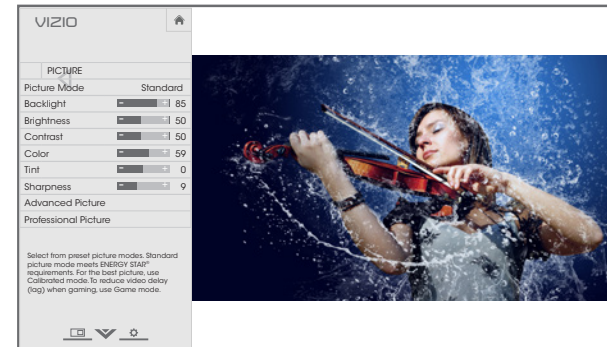 VIZIO
PICTURE
Picture Mode Standard
Backlight 85
Brightness 50
Contrast 50
Color 59
Tint 0
Sharpness 9
Advanced Picture
Professional Picture
Select from preset picture modes. Standard
picture mode meets ENERGY STAR®
requirements. For the best picture, use
Calibrated mode. To reduce video delay
(lag) when gaming, use Game mode.